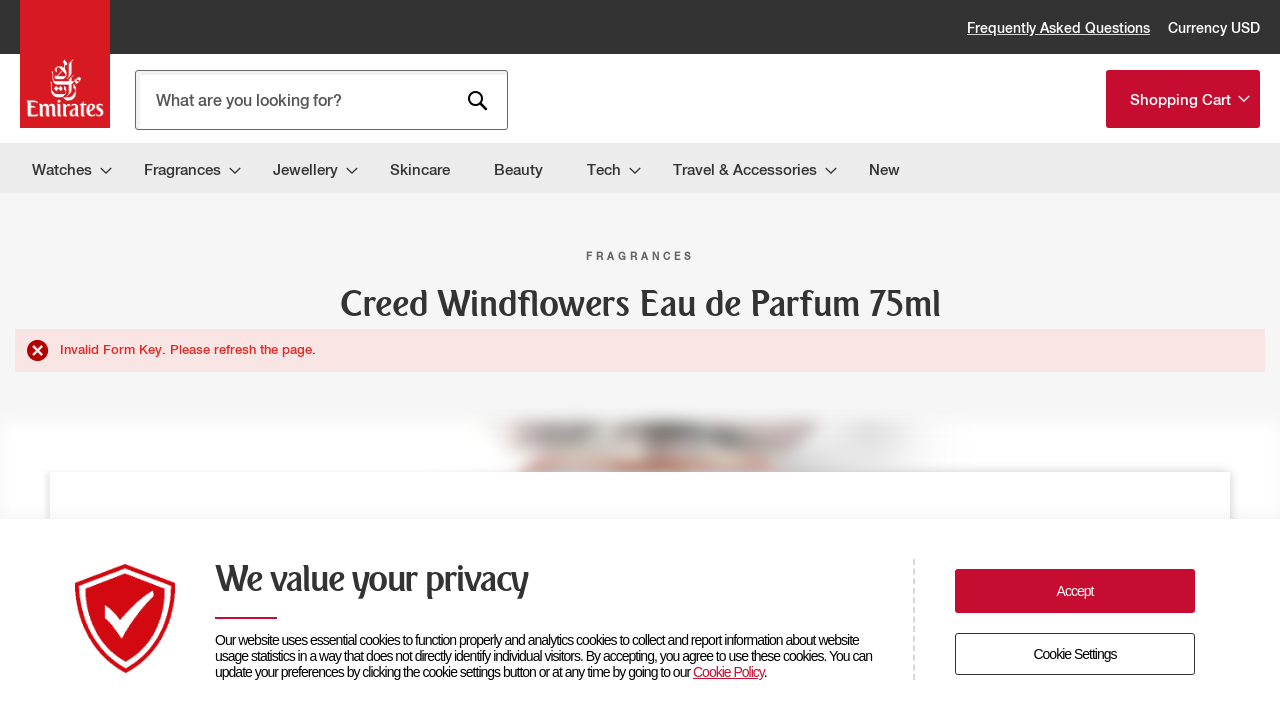 Frequently Asked Questions
Currency USD
Emirates
What are you looking for?
Shopping Cart
Watches
Fragrances
Jewellery
Skincare
Beauty
Tech
Travel & Accessories
New
FRAGRANCES
Creed Windflowers Eau de Parfum 75ml
Invalid Form Key. Please refresh the page.
We value your privacy
Our website uses essential cookies to function properly and analytics cookies to collect and report information about website
usage statistics in a way that does not directly identify individual visitors. By accepting, you agree to use these cookies. You can
update your preferences by clicking the cookie settings button or at any time by going to our Cookie Policy.
Accept
Cookie Settings